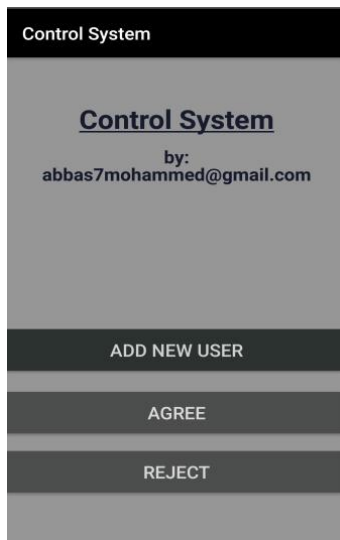 Control System
Control System
by:
abbas7mohammed@gmail.com
ADD NEW USER
AGREE
REJECT